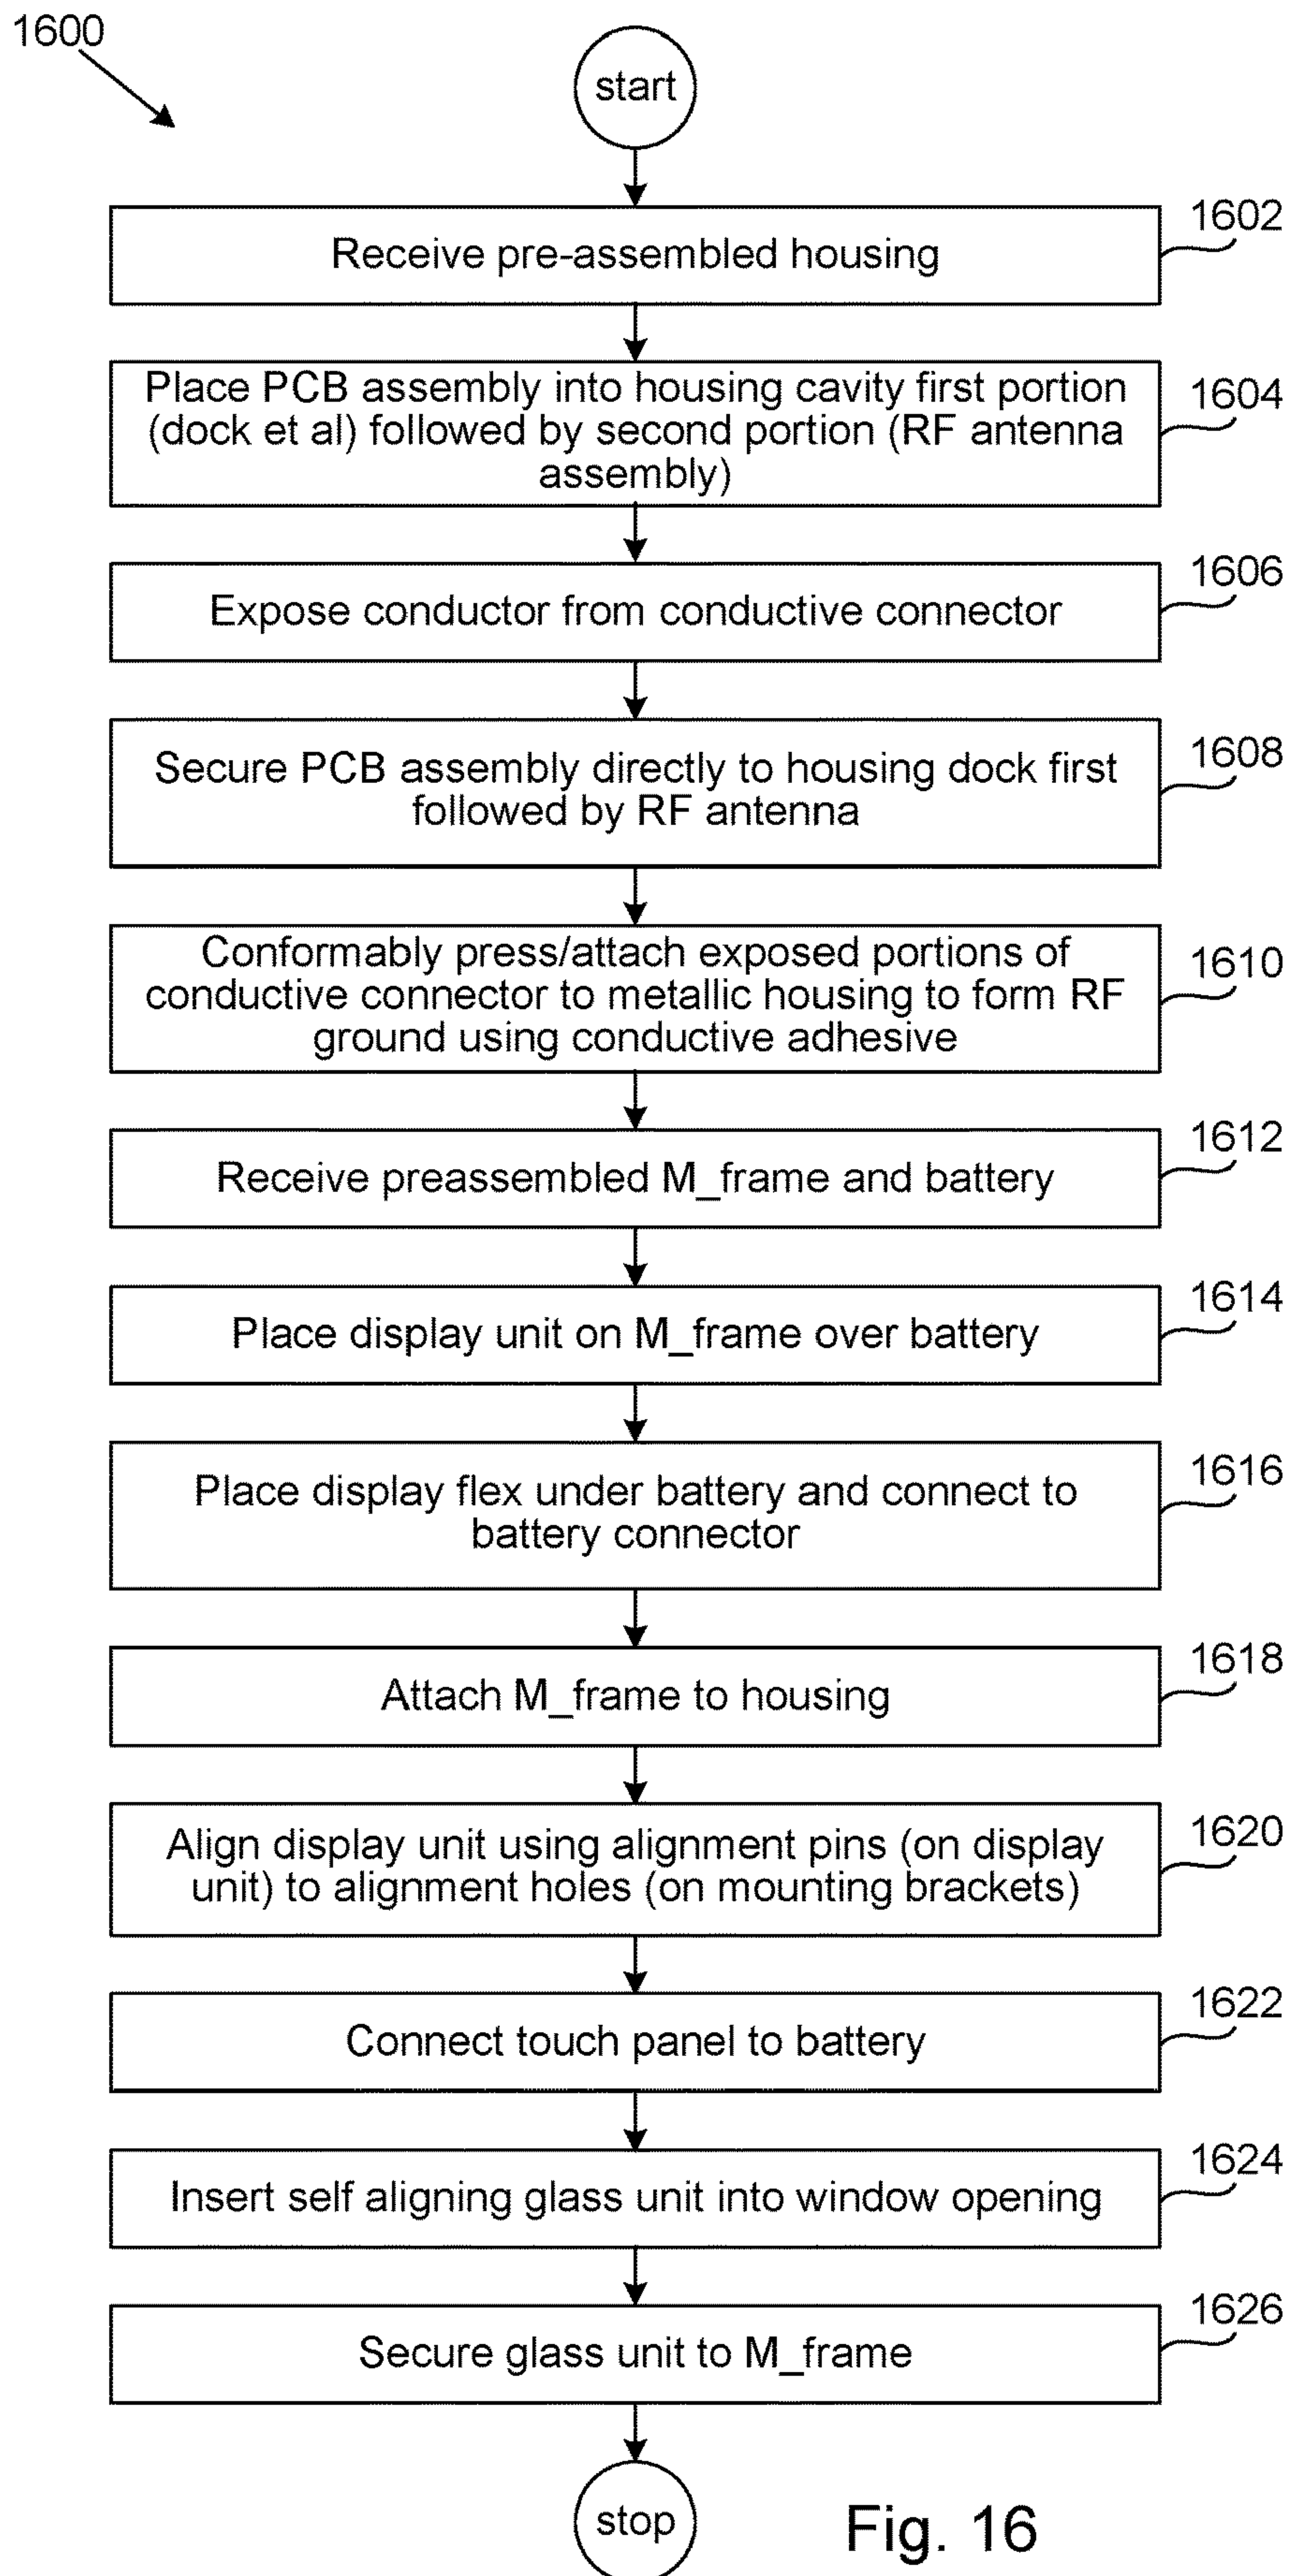 1600
start
Receive pre-assembled housing
1602
Place PCB assembly into housing cavity first portion
(dock et al) followed by second portion (RF antenna
assembly)
1604
Expose conductor from conductive connector
1606
Secure PCB assembly directly to housing dock first
followed by RF antenna
1608
Conformably press/attach exposed portions of
conductive connector to metallic housing to form RF
ground using conductive adhesive
1610
Receive preassembled M_frame and battery
1612
Place display unit on M_frame over battery
1614
Place display flex under battery and connect to
battery connector
1616
Attach M_frame to housing
1618
Align display unit using alignment pins (on display
unit) to alignment holes (on mounting brackets)
1620
Connect touch panel to battery
1622
Insert self aligning glass unit into window opening
1624
Secure glass unit to M_frame
1626
stop
Fig. 16